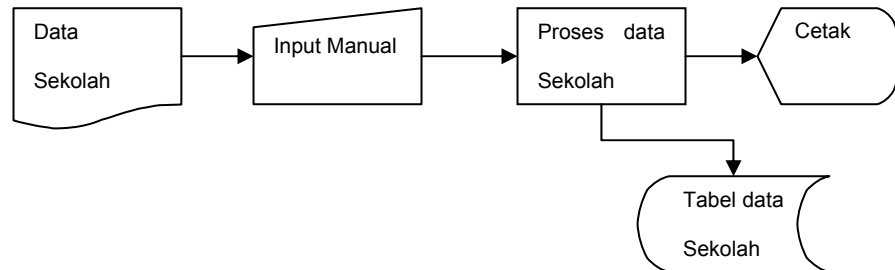 Data
Sekolah
Input Manual
Proses data
Sekolah
Cetak
Tabel data
Sekolah